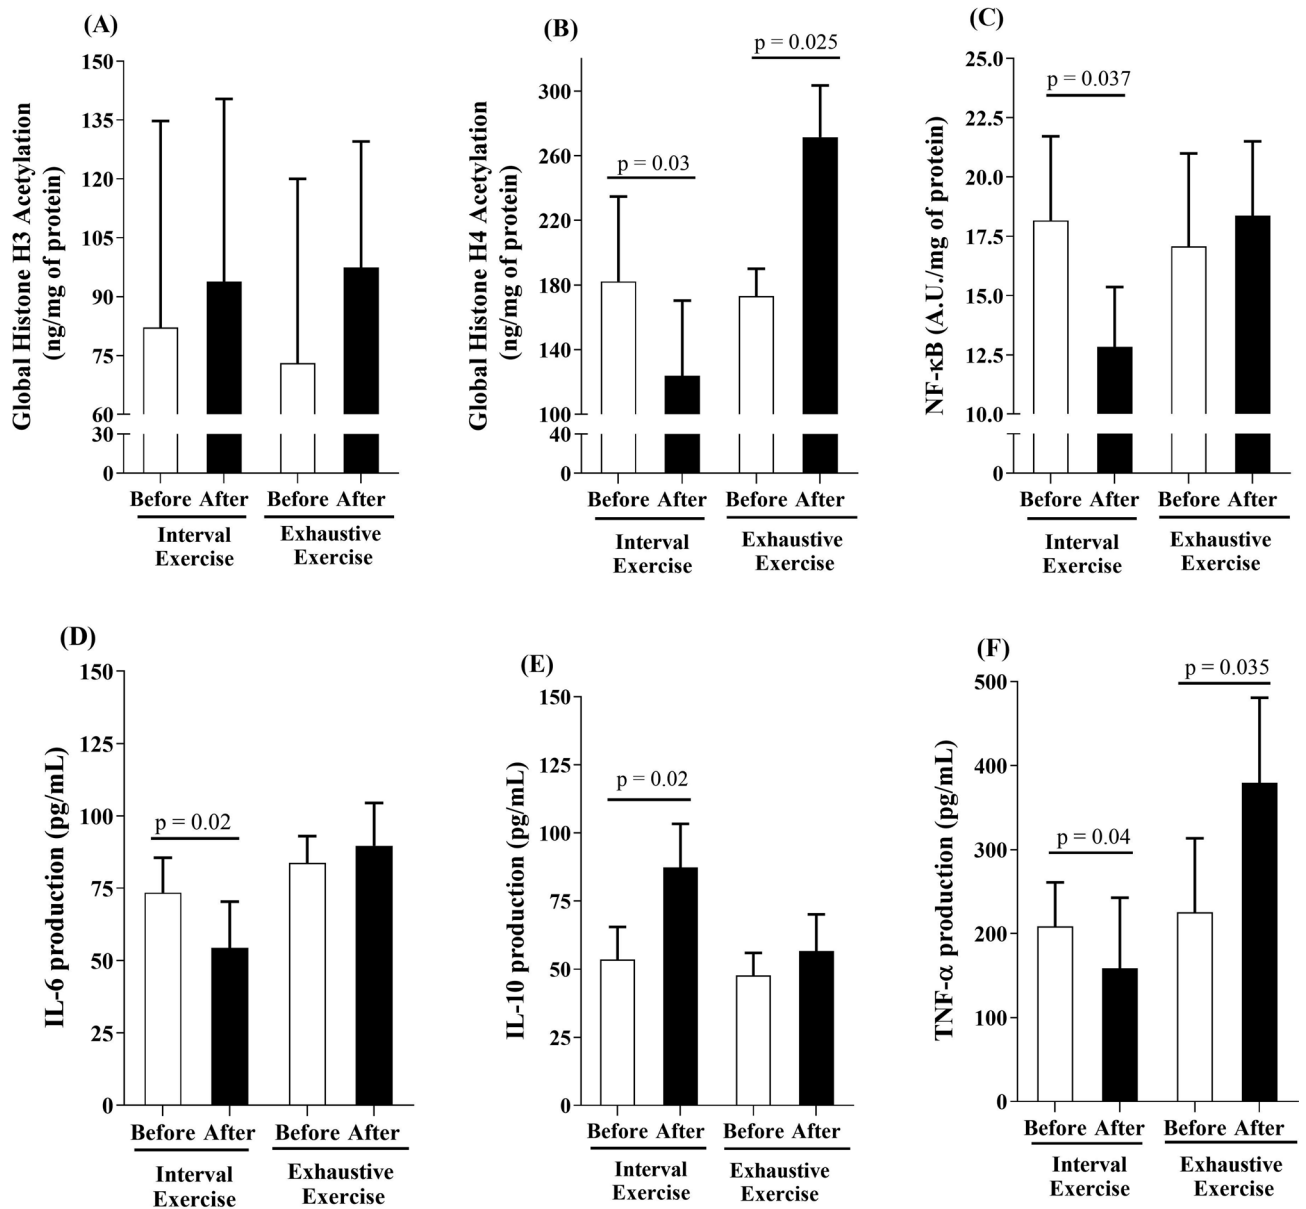 (A)
Global Histone H3 Acetylation
(ng/mg of protein)
150
135
120
105
90
75
60
30
0
Before After Before After
Interval
Exercise
Exhaustive
Exercise
(B)
Global Histone H4 Acetylation
(ng/mg of protein)
p = 0.025
p = 0.03
300
260
220
180
140
100
40
0
Before After Before After
Interval
Exercise
Exhaustive
Exercise
(C)
NF-κB (A.U./mg of protein)
p = 0.037
25.0
22.5
20.0
17.5
15.0
12.5
10.0
0
Before After Before After
Interval
Exercise
Exhaustive
Exercise
(D)
IL-6 production (pg/mL)
p = 0.02
150
125
100
75
50
25
0
Before After Before After
Interval
Exercise
Exhaustive
Exercise
(E)
IL-10 production (pg/mL)
p = 0.02
150
125
100
75
50
25
0
Before After Before After
Interval
Exercise
Exhaustive
Exercise
(F)
TNF-α production (pg/mL)
p = 0.035
p = 0.04
500
400
300
200
100
0
Before After Before After
Interval
Exercise
Exhaustive
Exercise